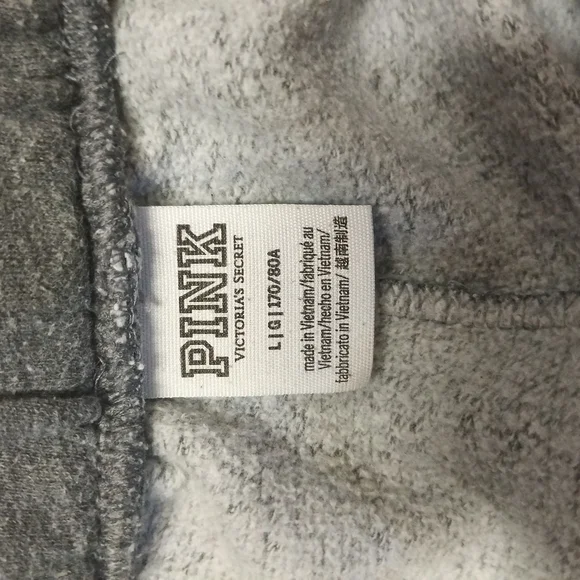 PINK
VICTORIA'S SECRET
L | G | 170/80A
made in Vietnam/fabriqué au
Vietnam/hecho en Vietnam/
fabbricato in Vietnam/ 越南制造